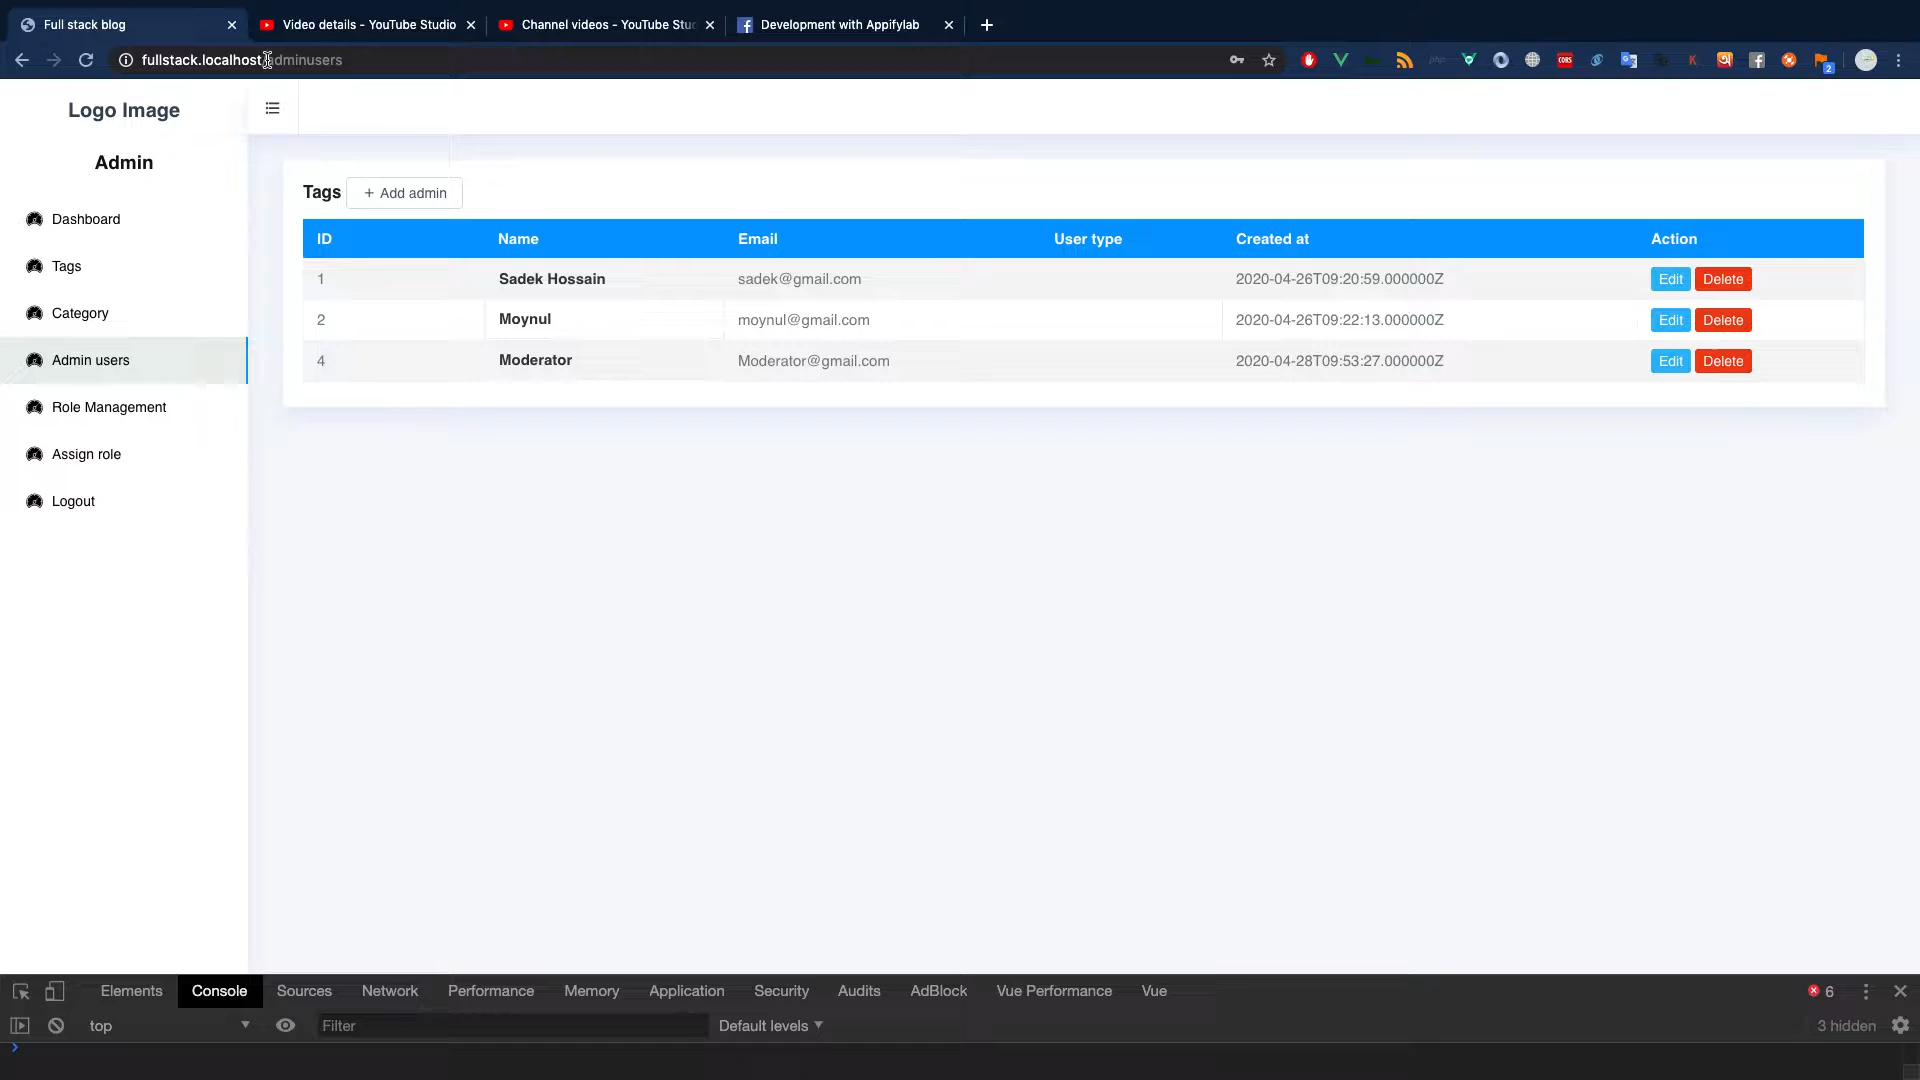 Full stack blog
Video details - YouTube Studio
Channel videos - YouTube Stu
Development with Appifylab
fullstack.localhost/adminusers
2
Logo Image
Admin
Dashboard
Tags
Category
Admin users
Role Management
Assign role
Logout
Tags + Add admin
ID Name Email User type Created at Action
1 Sadek Hossain sadek@gmail.com 2020-04-26T09:20:59.000000Z Edit Delete
2 Moynul moynul@gmail.com 2020-04-26T09:22:13.000000Z Edit Delete
4 Moderator Moderator@gmail.com 2020-04-28T09:53:27.000000Z Edit Delete
Elements Console Sources Network Performance Memory Application Security Audits AdBlock Vue Performance Vue 6
top Filter Default levels 3 hidden